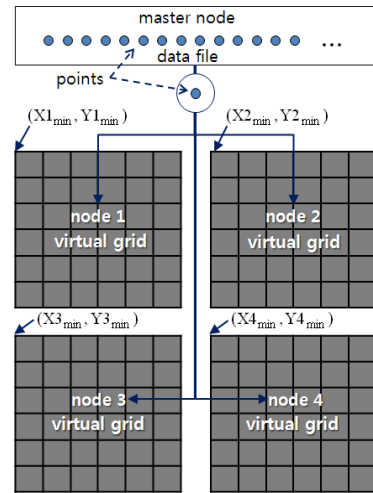 master node
...
data file
points
(X1min, Y1min)
(X2min, Y2min)
node 1
virtual grid
node 2
virtual grid
(X3min, Y3min)
(X4min, Y4min)
node 3
virtual grid
node 4
virtual grid